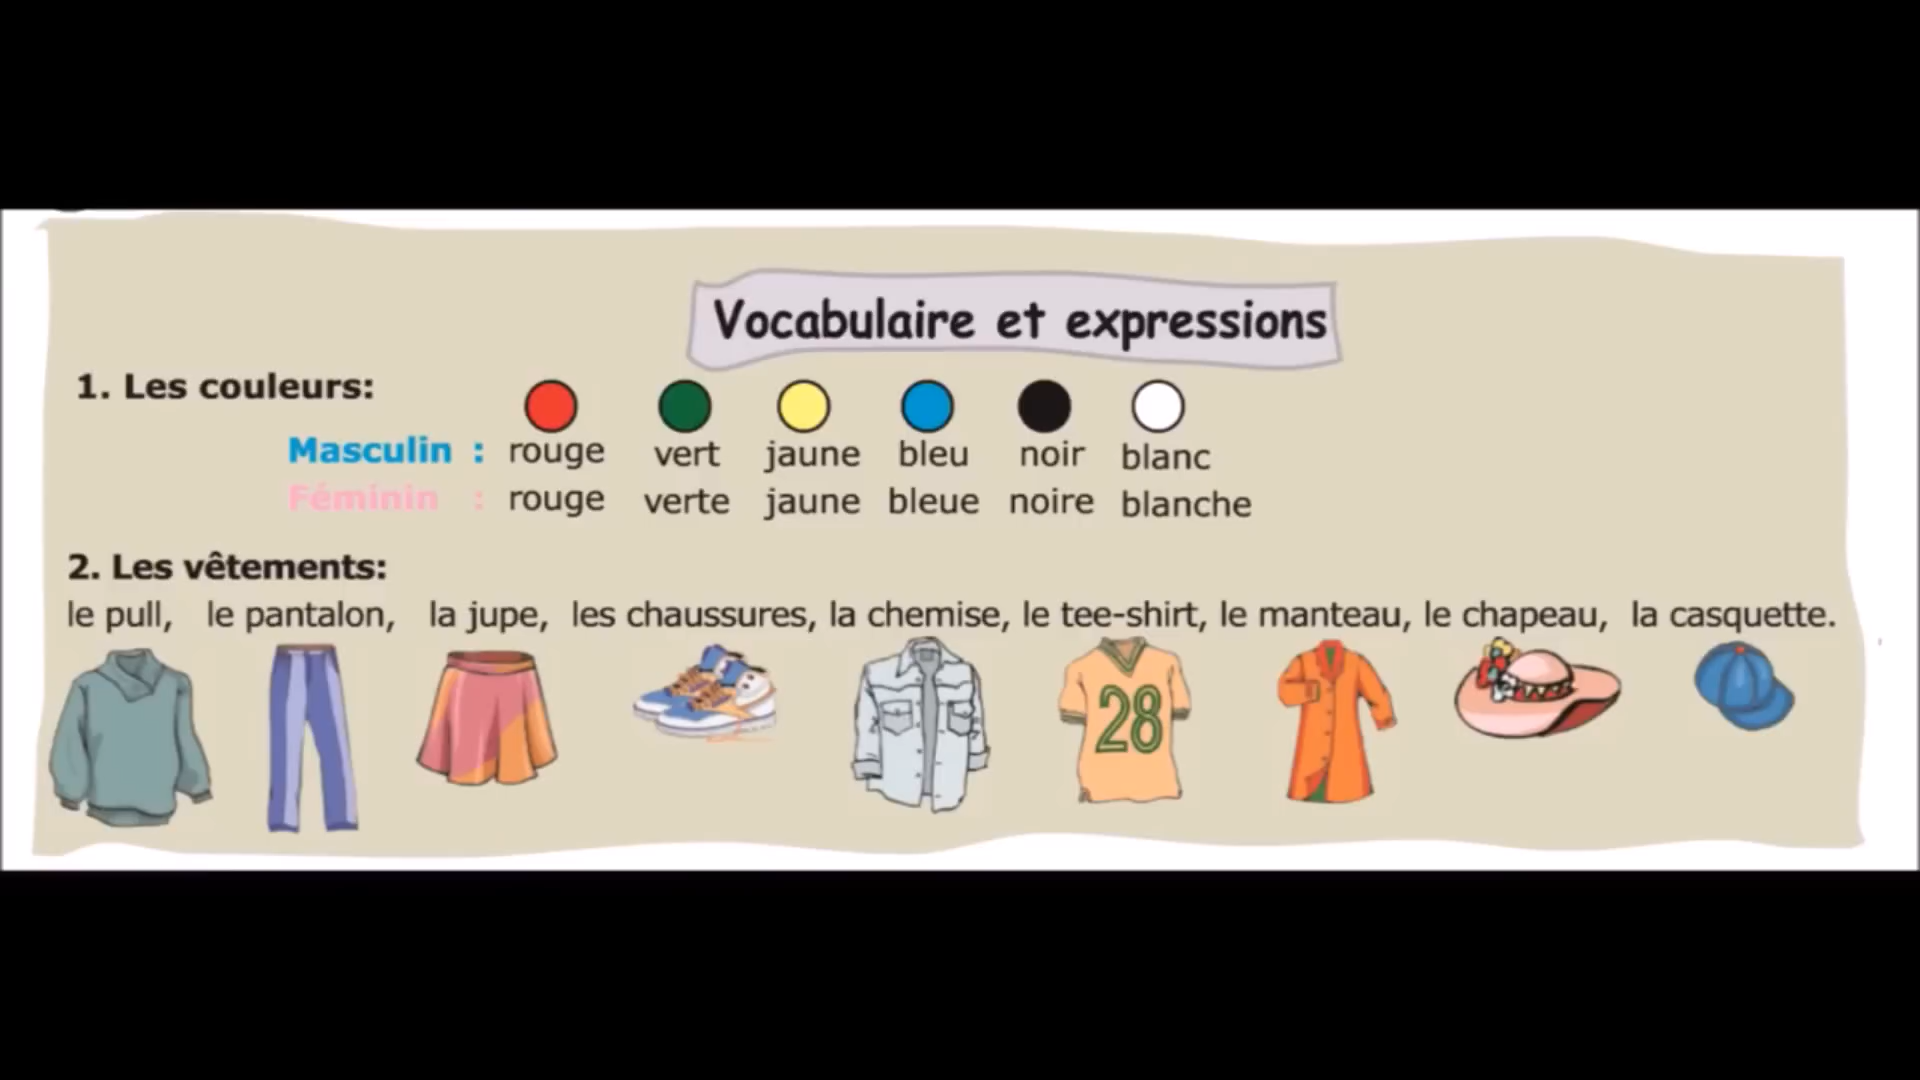 Vocabulaire et expressions
1. Les couleurs:
Masculin : rouge vert jaune bleu noir blanc
Féminin : rouge verte jaune bleue noire blanche
2. Les vêtements:
le pull, le pantalon, la jupe, les chaussures, la chemise, le tee-shirt, le manteau, le chapeau, la casquette.
28